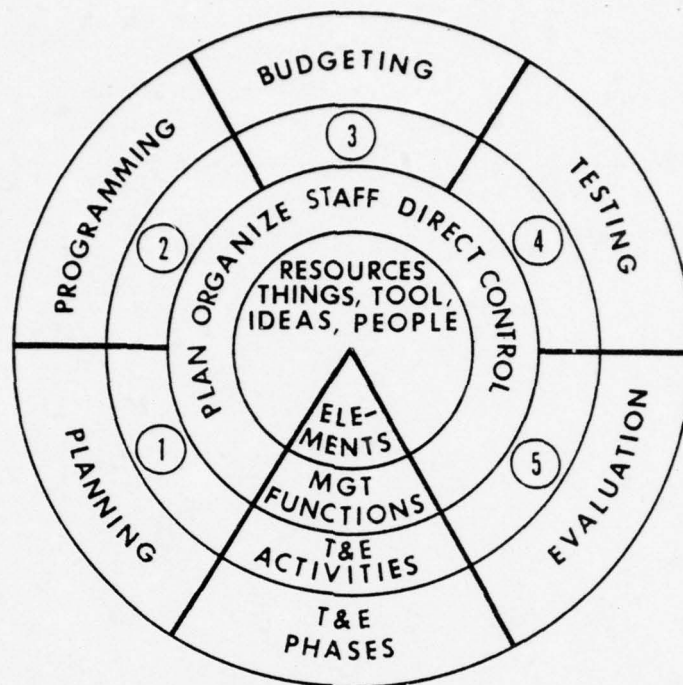 BUDGETING
PROGRAMMING
TESTING
3
2
4
PLAN ORGANIZE STAFF DIRECT CONTROL
RESOURCES
THINGS, TOOL,
IDEAS, PEOPLE
PLANNING
1
5
EVALUATION
ELE-
MENTS
MGT
FUNCTIONS
T&E
ACTIVITIES
T&E
PHASES